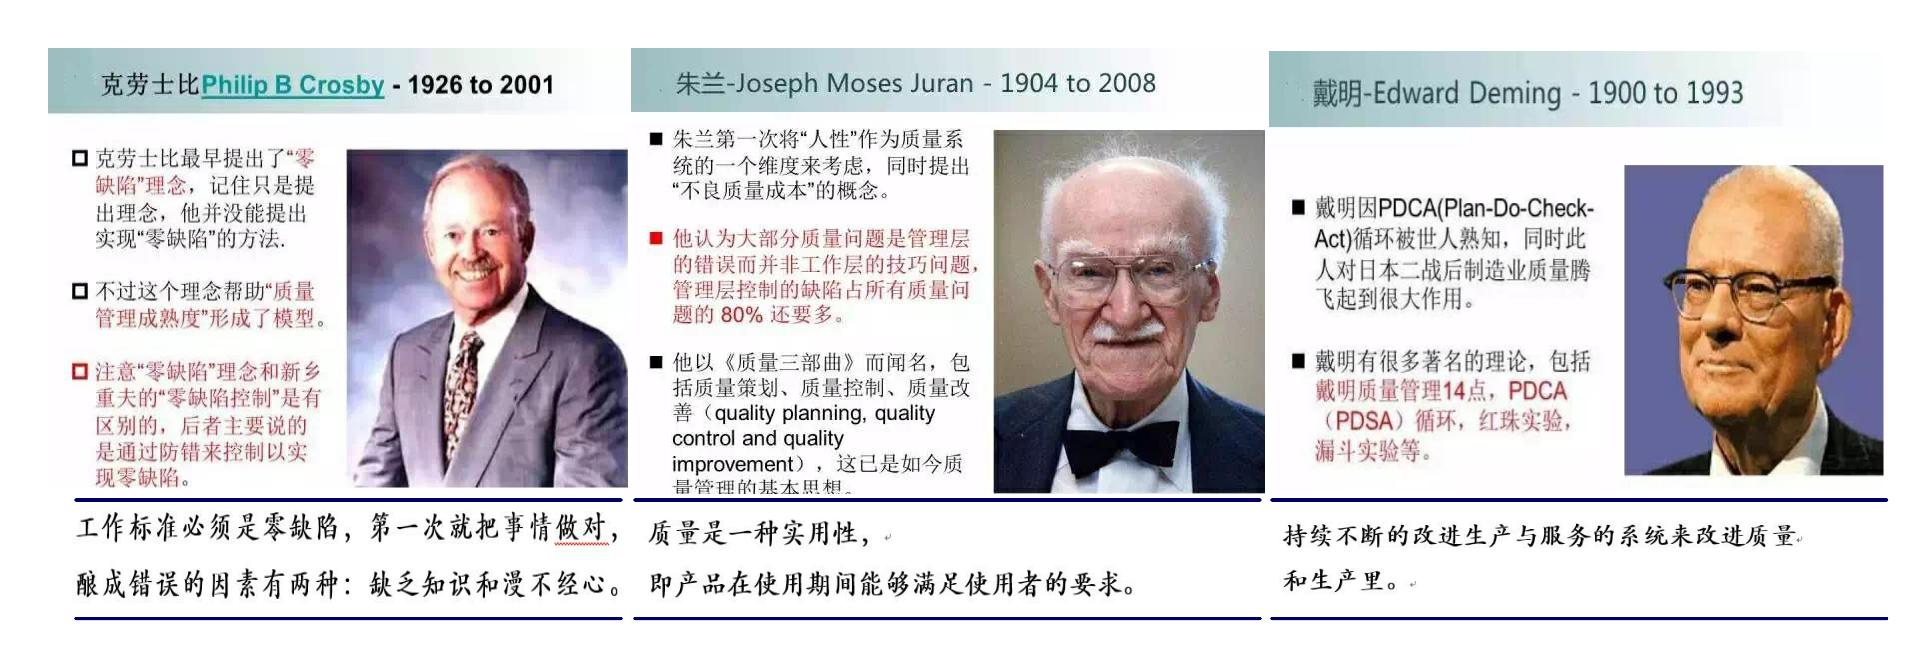 克劳士比Philip B Crosby - 1926 to 2001
克劳士比最早提出了“零
缺陷”理念，记住只是提
出理念，他并没能提出
实现“零缺陷”的方法.
不过这个理念帮助“质量
管理成熟度”形成了模型。
注意“零缺陷”理念和新乡
重夫的“零缺陷控制”是有
区别的，后者主要说的
是通过防错来控制以实
现零缺陷。
工作标准必须是零缺陷，第一次就把事情做对，
酿成错误的因素有两种：缺乏知识和漫不经心。
朱兰-Joseph Moses Juran - 1904 to 2008
朱兰第一次将“人性”作为质量系
统的一个维度来考虑，同时提出
“不良质量成本”的概念。
他认为大部分质量问题是管理层
的错误而并非工作层的技巧问题，
管理层控制的缺陷占所有质量问
题的 80% 还要多。
他以《质量三部曲》而闻名，包
括质量策划、质量控制、质量改
善（quality planning, quality
control and quality
improvement），这已是如今质
量管理的基本思想。
质量是一种实用性，
即产品在使用期间能够满足使用者的要求。
戴明-Edward Deming - 1900 to 1993
戴明因PDCA(Plan-Do-Check-
Act)循环被世人熟知，同时此
人对日本二战后制造业质量腾
飞起到很大作用。
戴明有很多著名的理论，包括
戴明质量管理14点，PDCA
（PDSA）循环，红珠实验，
漏斗实验等。
持续不断的改进生产与服务的系统来改进质量
和生产里。